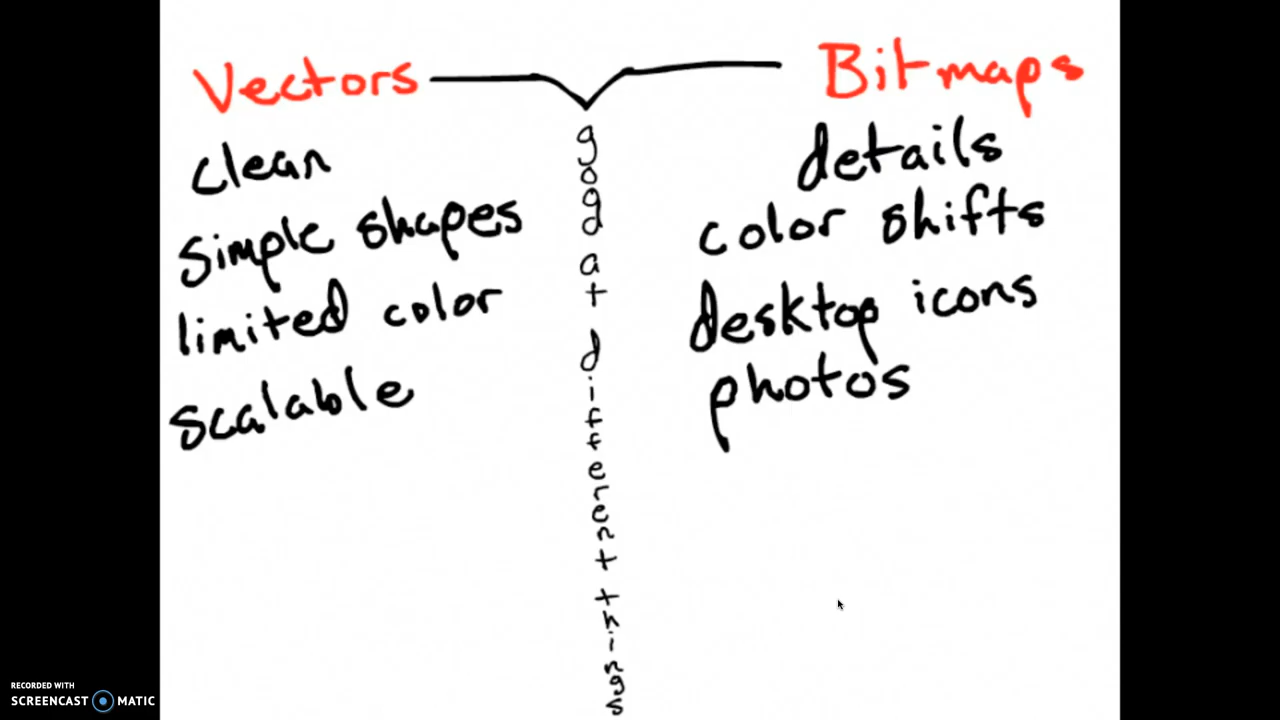 Vectors
Bitmaps
clean
simple shapes
limited color
scalable
good at different things
details
color shifts
desktop icons
photos
RECORDED WITH
SCREENCAST MATIC